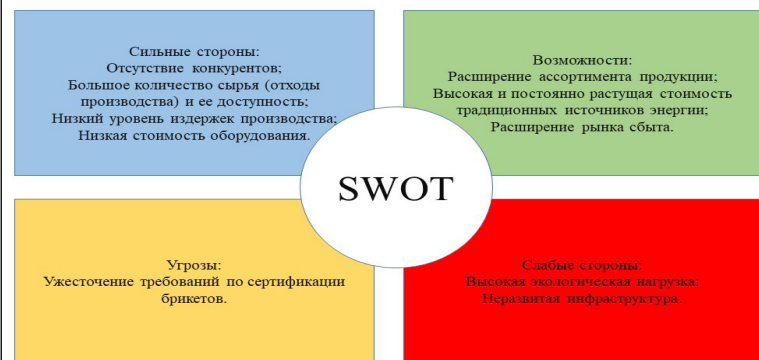 Сильные стороны:
Отсутствие конкурентов;
Большое количество сырья (отходы
производства) и ее доступность;
Низкий уровень издержек производства;
Низкая стоимость оборудования.
Возможности:
Расширение ассортимента продукции;
Высокая и постоянно растущая стоимость
традиционных источников энергии;
Расширение рынка сбыта.
SWOT
Угрозы:
Ужесточение требований по сертификации
брикетов.
Слабые стороны:
Высокая экологическая нагрузка;
Неразвитая инфраструктура.